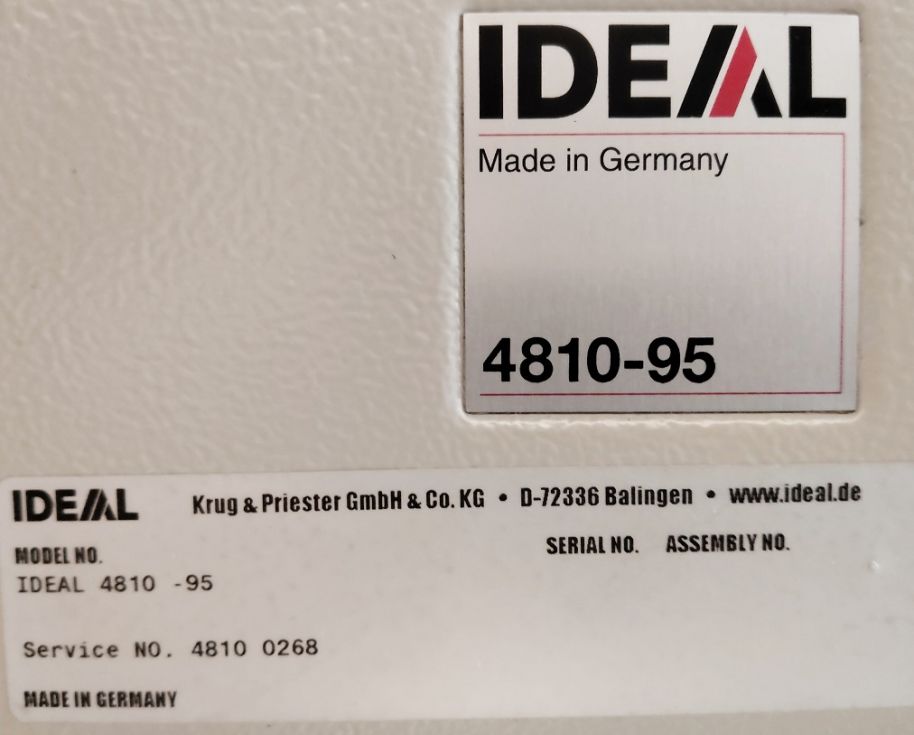 IDEAL
Made in Germany
4810-95
IDEAL Krug & Priester GmbH & Co. KG • D-72336 Balingen • www.ideal.de
MODEL NO. SERIAL NO. ASSEMBLY NO.
IDEAL 4810 -95
Service NO. 4810 0268
MADE IN GERMANY